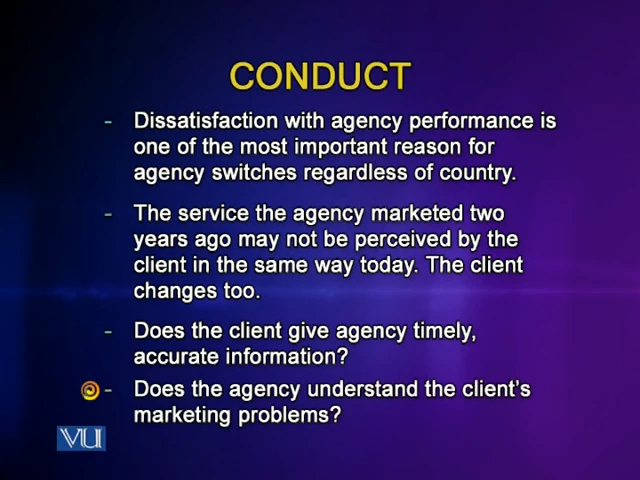 CONDUCT
- Dissatisfaction with agency performance is
one of the most important reason for
agency switches regardless of country.
- The service the agency marketed two
years ago may not be perceived by the
client in the same way today. The client
changes too.
- Does the client give agency timely,
accurate information?
- Does the agency understand the client's
marketing problems?
VU